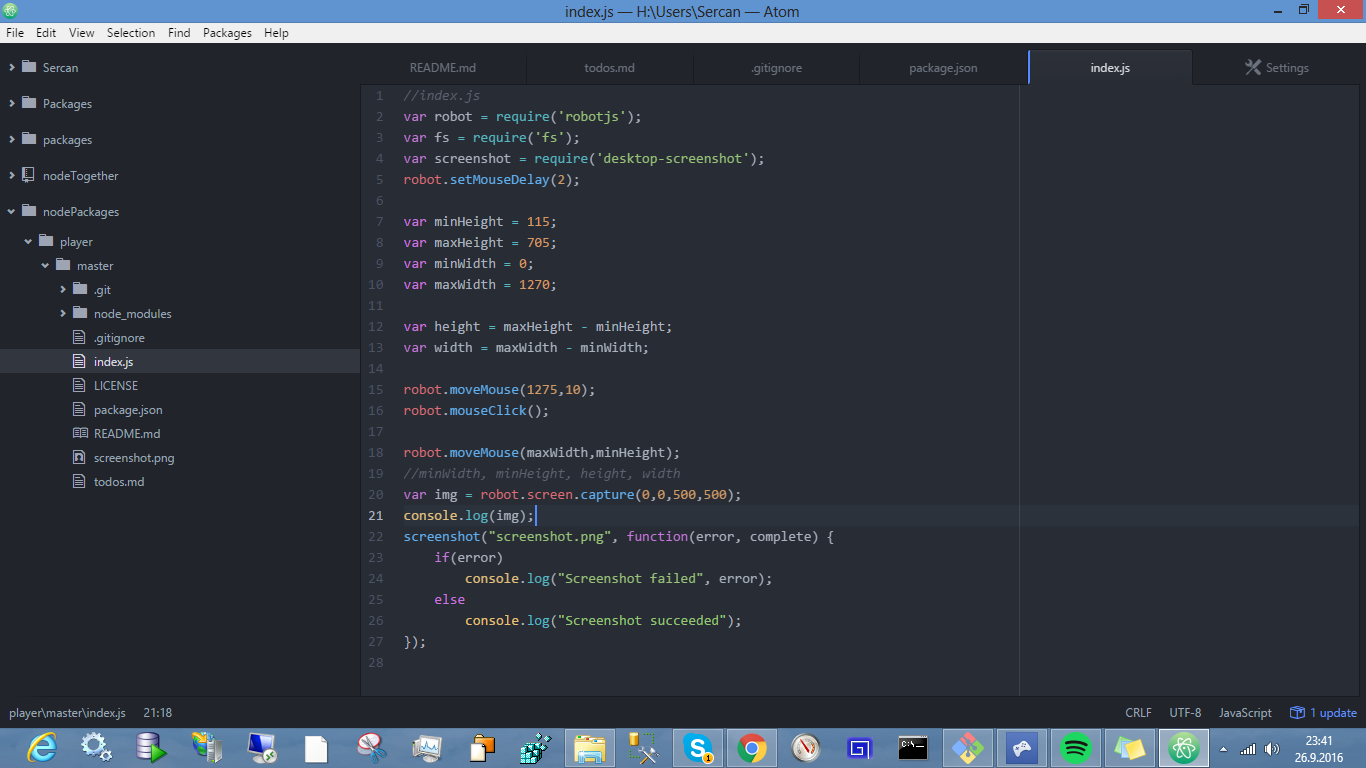 index.js — H:\Users\Sercan — Atom
File Edit View Selection Find Packages Help
Sercan
Packages
packages
nodeTogether
nodePackages
player
master
.git
node_modules
.gitignore
index.js
LICENSE
package.json
README.md
screenshot.png
todos.md
README.md todos.md .gitignore package.json index.js Settings
1 //index.js
2 var robot = require('robotjs');
3 var fs = require('fs');
4 var screenshot = require('desktop-screenshot');
5 robot.setMouseDelay(2);
6
7 var minHeight = 115;
8 var maxHeight = 705;
9 var minWidth = 0;
10 var maxWidth = 1270;
11
12 var height = maxHeight - minHeight;
13 var width = maxWidth - minWidth;
14
15 robot.moveMouse(1275,10);
16 robot.mouseClick();
17
18 robot.moveMouse(maxWidth,minHeight);
19 //minWidth, minHeight, height, width
20 var img = robot.screen.capture(0,0,500,500);
21 console.log(img);
22 screenshot("screenshot.png", function(error, complete) {
23 if(error)
24 console.log("Screenshot failed", error);
25 else
26 console.log("Screenshot succeeded");
27 });
28
player\master\index.js 21:18 CRLF UTF-8 JavaScript 1 update
C:\_
1
23:41
26.9.2016